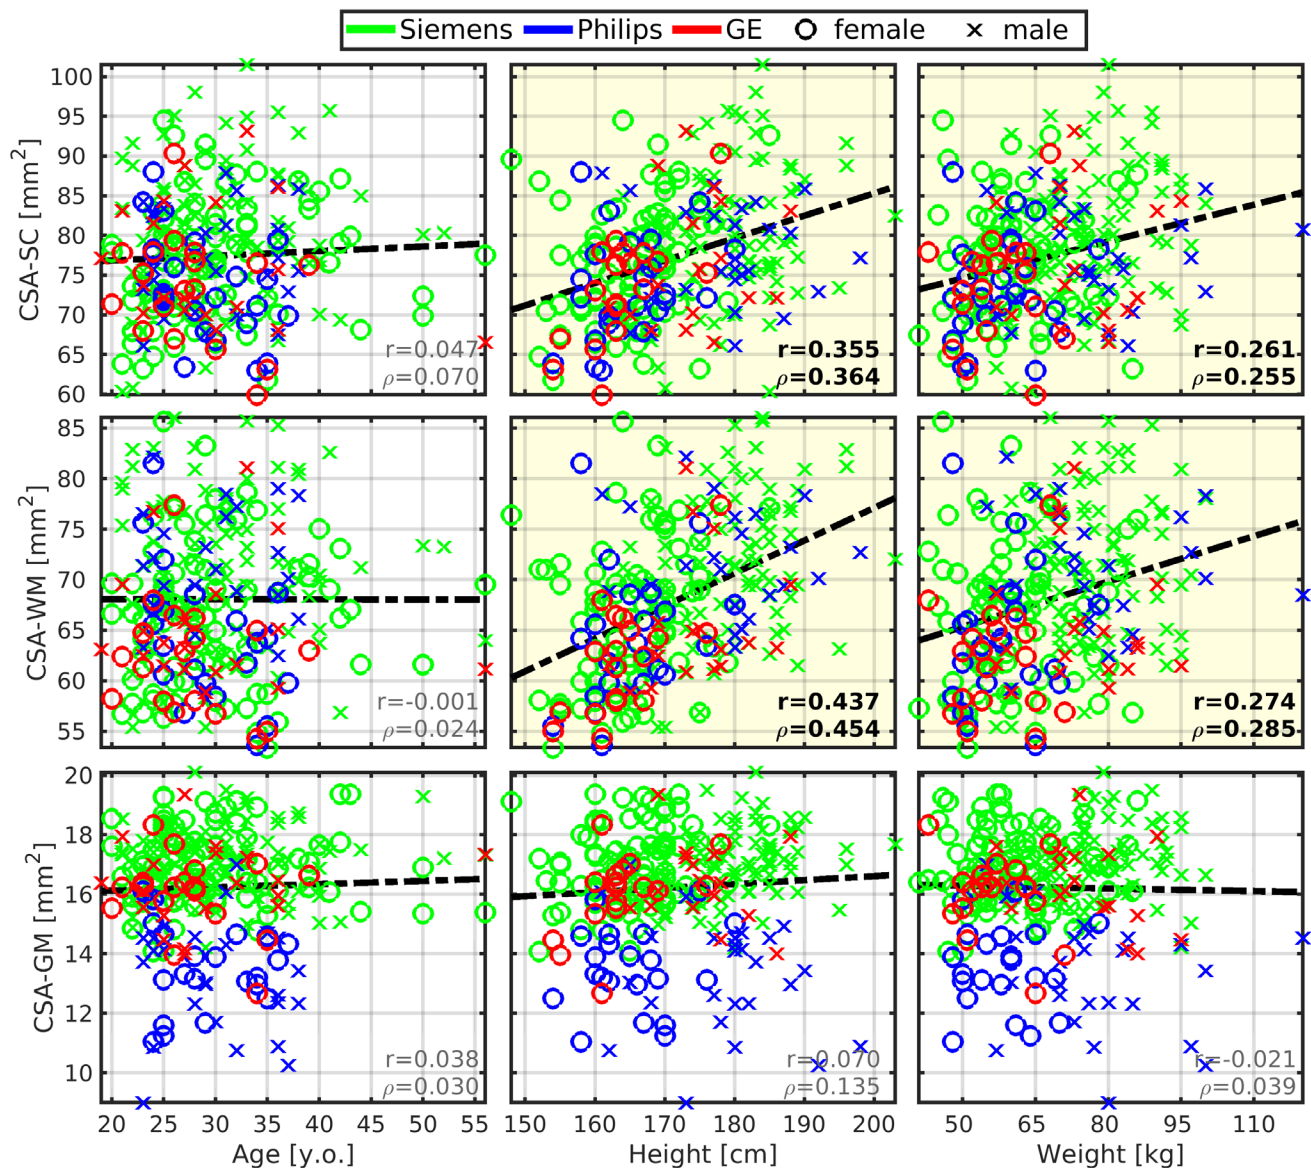 Siemens Philips GE female male
CSA-SC [mm²]
100
95
90
85
80
75
70
65
60
r=0.047
ρ=0.070
r=0.355
ρ=0.364
r=0.261
ρ=0.255
CSA-WM [mm²]
85
80
75
70
65
60
55
r=-0.001
ρ=0.024
r=0.437
ρ=0.454
r=0.274
ρ=0.285
CSA-GM [mm²]
20
18
16
14
12
10
r=0.038
ρ=0.030
r=0.070
ρ=0.135
r=-0.021
ρ=0.039
20 25 30 35 40 45 50 55
150 160 170 180 190 200
50 65 80 95 110
Age [y.o.]
Height [cm]
Weight [kg]